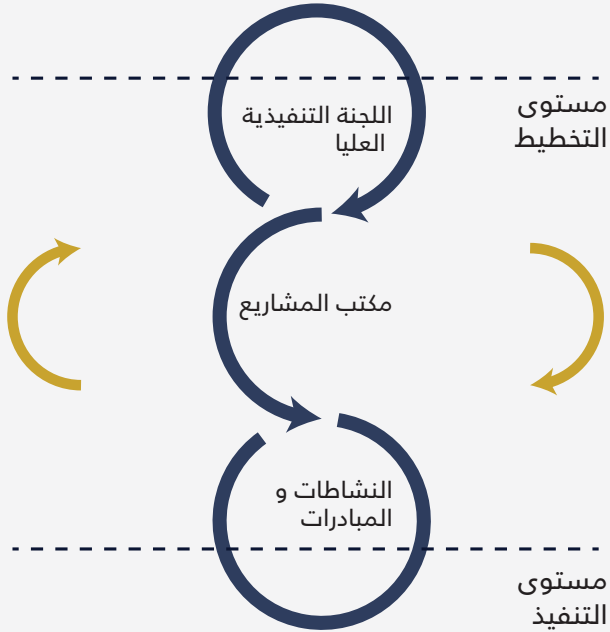 مستوى
التخطيط
اللجنة التنفيذية
العليا
مكتب المشاريع
النشاطات و
المبادرات
مستوى
التنفيذ